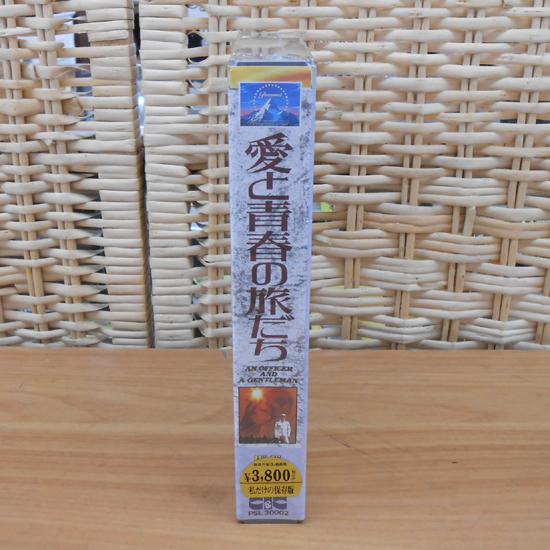 Paramount
愛と青春の旅だち
AN OFFICER
AND
A GENTLEMAN
¥3,800
私だけの保存版
PSL 30002